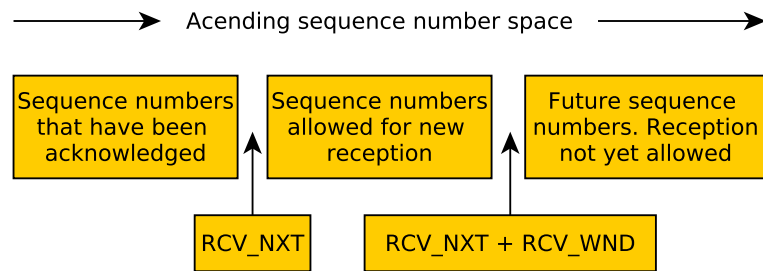 Acending sequence number space
Sequence numbers
that have been
acknowledged
Sequence numbers
allowed for new
reception
Future sequence
numbers. Reception
not yet allowed
RCV_NXT
RCV_NXT + RCV_WND